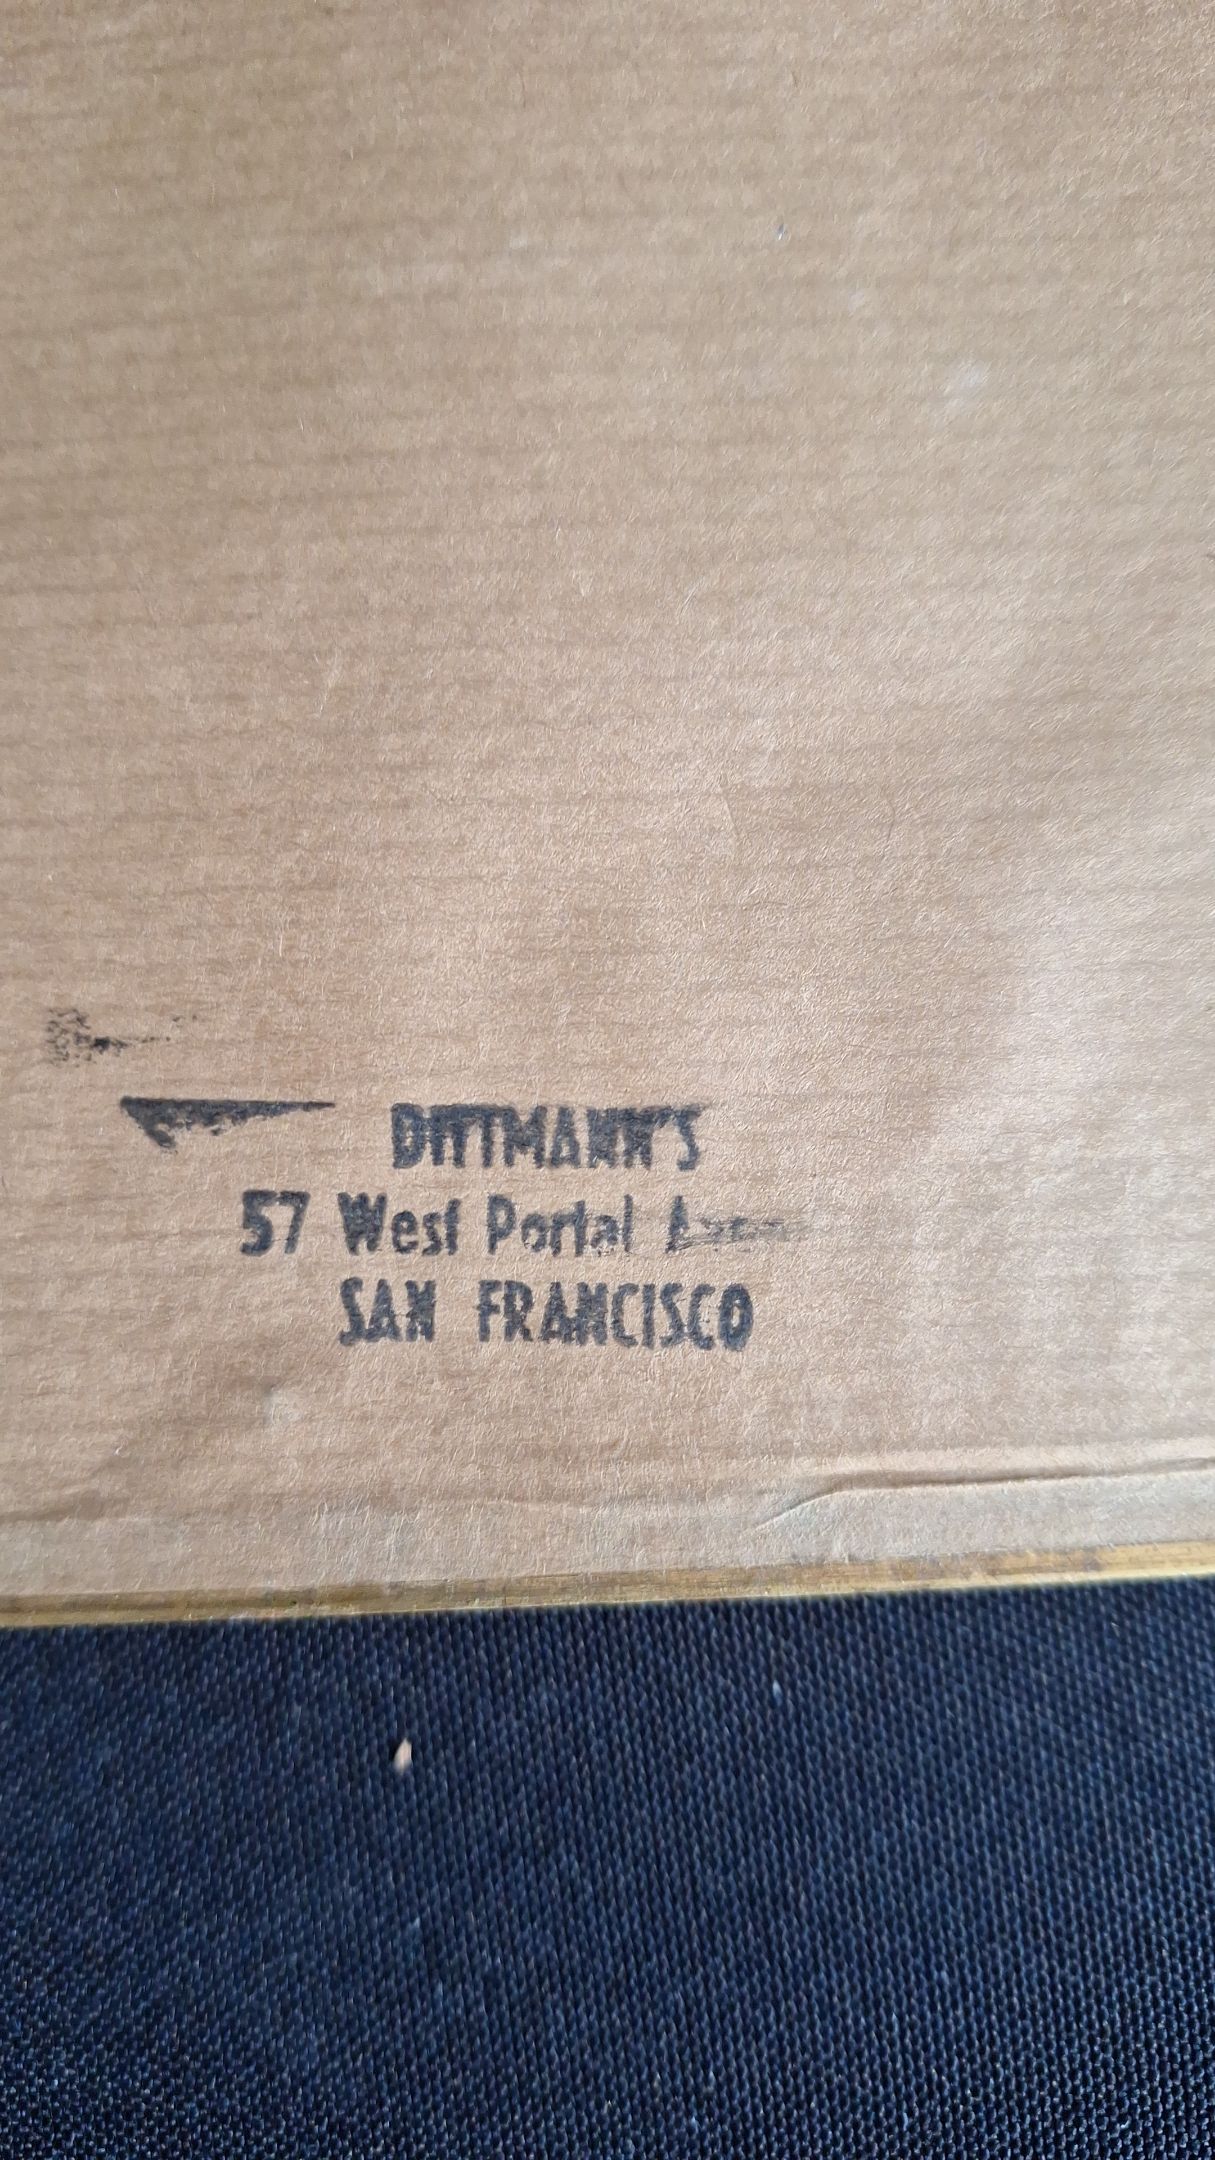 DITTMANN'S
57 West Portal
SAN FRANCISCO